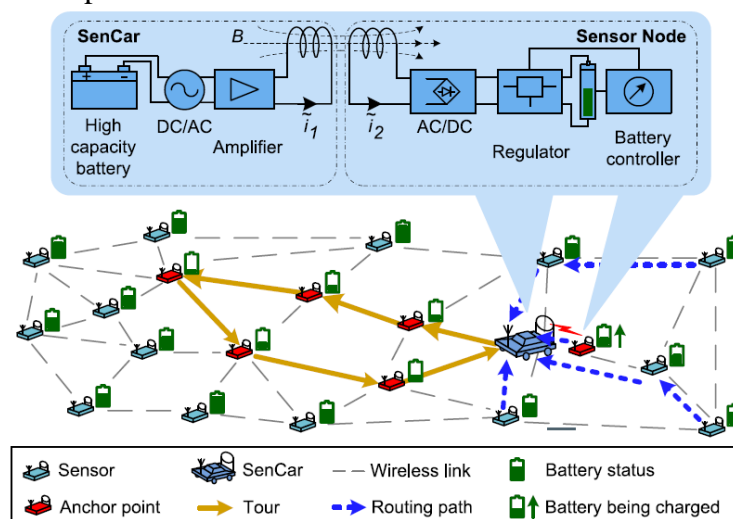 SenCar
B
Sensor Node
+
-
ĩ1
ĩ2
DC/AC
AC/DC
High
capacity
battery
Amplifier
Regulator
Battery
controller
Sensor
SenCar
Wireless link
Battery status
Anchor point
Tour
Routing path
Battery being charged